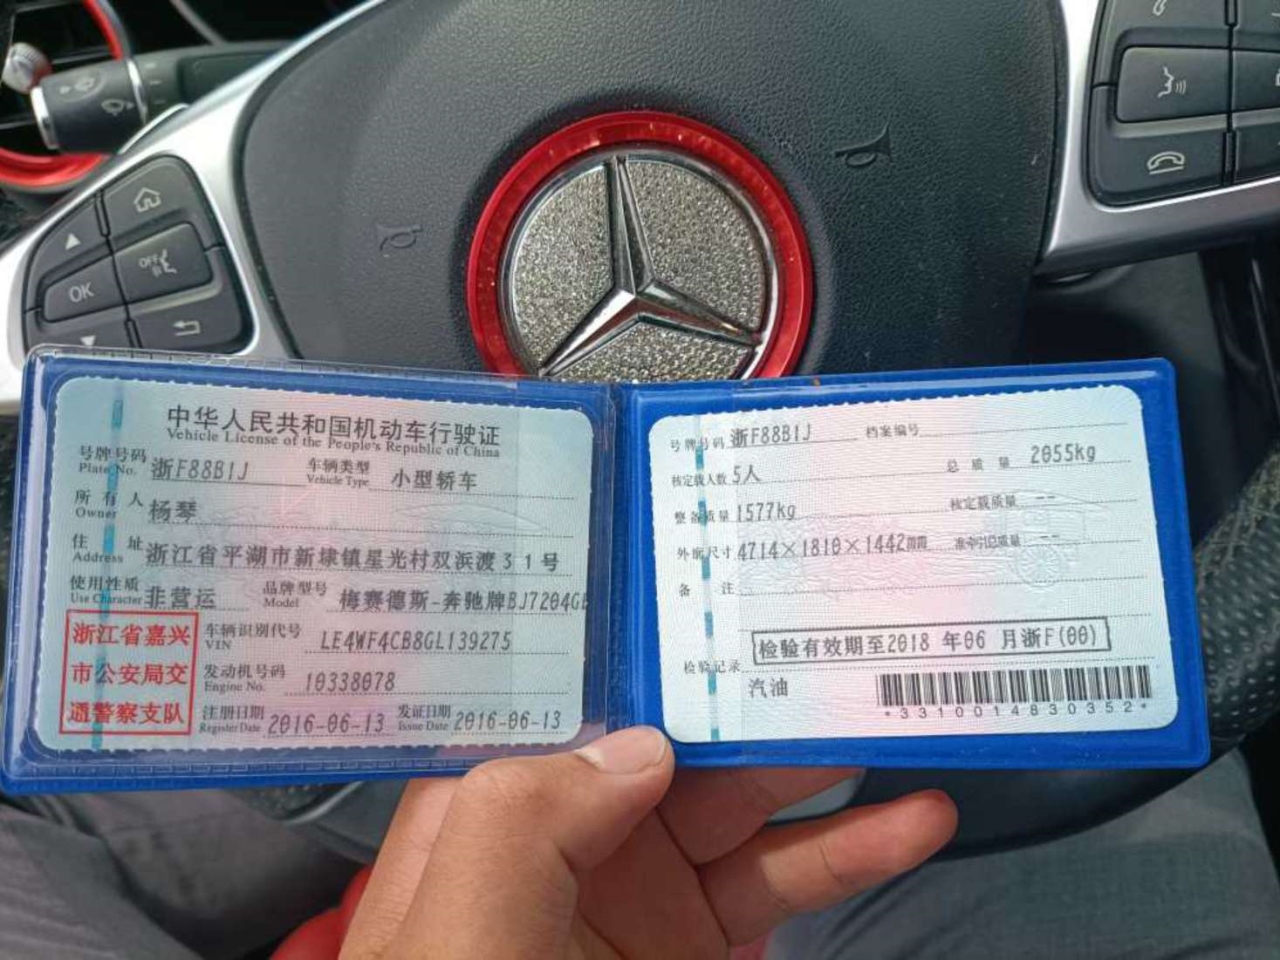 OK
OFF
中华人民共和国机动车行驶证
Vehicle License of the People's Republic of China
号牌号码 浙F88B1J 车辆类型 小型轿车
Plate No. Vehicle Type
所有人 杨琴
Owner
住址 浙江省平湖市新埭镇星光村双浜渡31号
Address
使用性质 非营运 品牌型号 梅赛德斯-奔驰牌BJ7204GE
Use Character Model
浙江省嘉兴
市公安局交
通警察支队
车辆识别代号 LE4WF4CB8GL139275
VIN
发动机号码 10338078
Engine No.
注册日期 2016-06-13 发证日期 2016-06-13
Register Date Issue Date
号牌号码 浙F88B1J 档案编号
核定载人数 5人 总质量 2055kg
整备质量 1577kg 核定载质量 --
外廓尺寸 4714×1810×1442mm 准牵引总质量 --
备注
检验有效期至2018 年06 月浙F(00)
检验记录
汽油
*3310014830352*